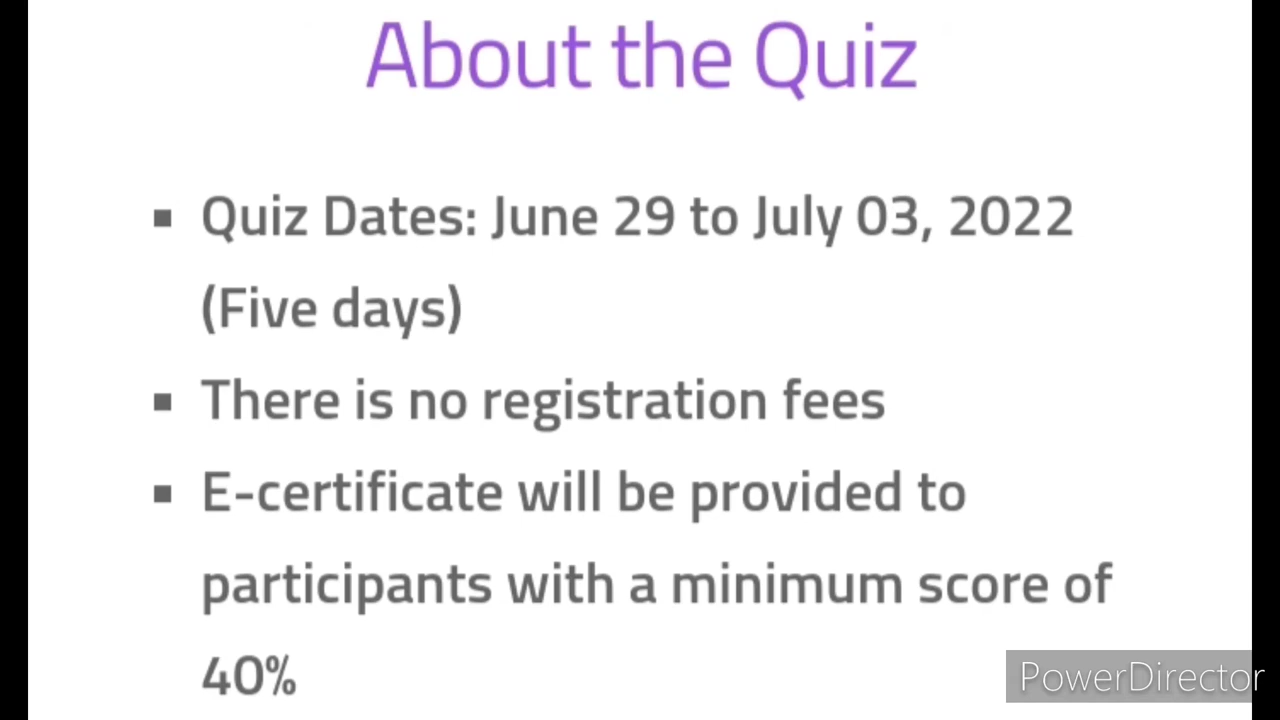 About the Quiz
▪ Quiz Dates: June 29 to July 03, 2022
(Five days)
▪ There is no registration fees
▪ E-certificate will be provided to
participants with a minimum score of
40%
PowerDirector